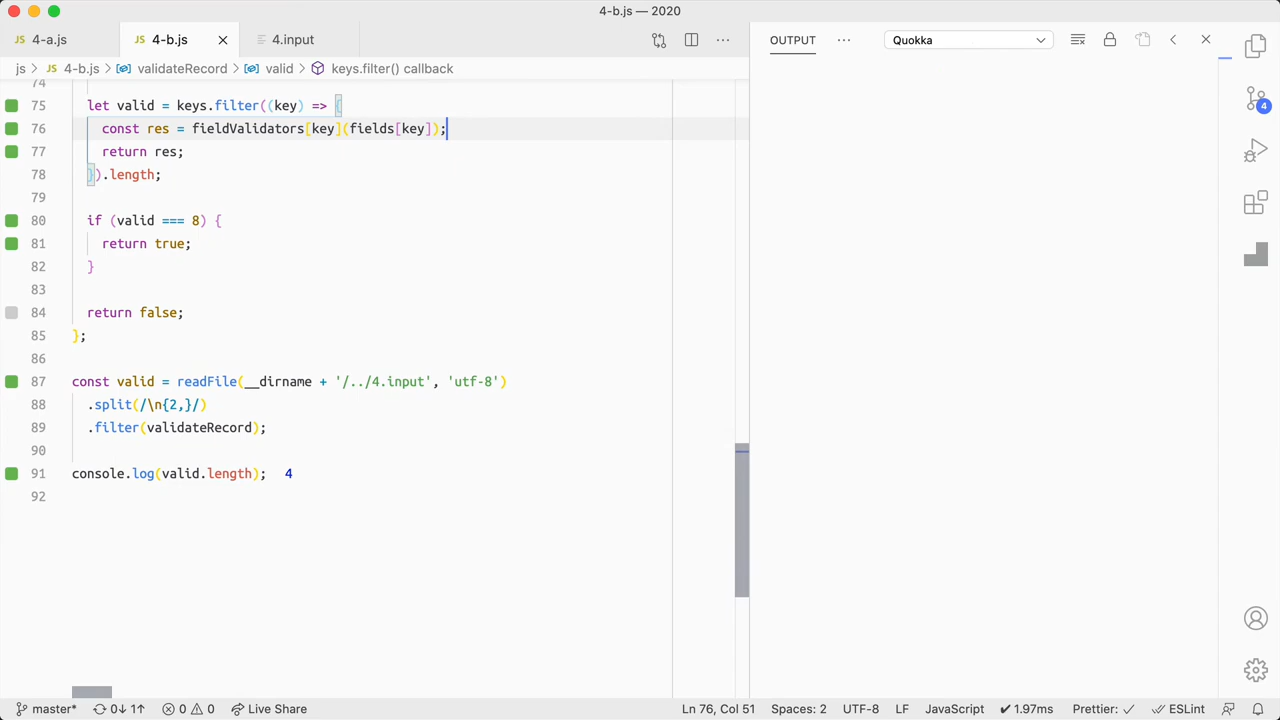 4-b.js — 2020
JS 4-a.js
JS 4-b.js
4.input
OUTPUT
Quokka
js > JS 4-b.js > validateRecord > valid > keys.filter() callback
74
75 let valid = keys.filter((key) => {
76 const res = fieldValidators[key](fields[key]);
77 return res;
78 }).length;
79
80 if (valid === 8) {
81 return true;
82 }
83
84 return false;
85 };
86
87 const valid = readFile(__dirname + '/../4.input', 'utf-8')
88 .split(/\n{2,}/)
89 .filter(validateRecord);
90
91 console.log(valid.length); 4
92
4
master* 0↓ 1↑ 0 0 Live Share Ln 76, Col 51 Spaces: 2 UTF-8 LF JavaScript ✓ 1.97ms Prettier: ✓ ESLint